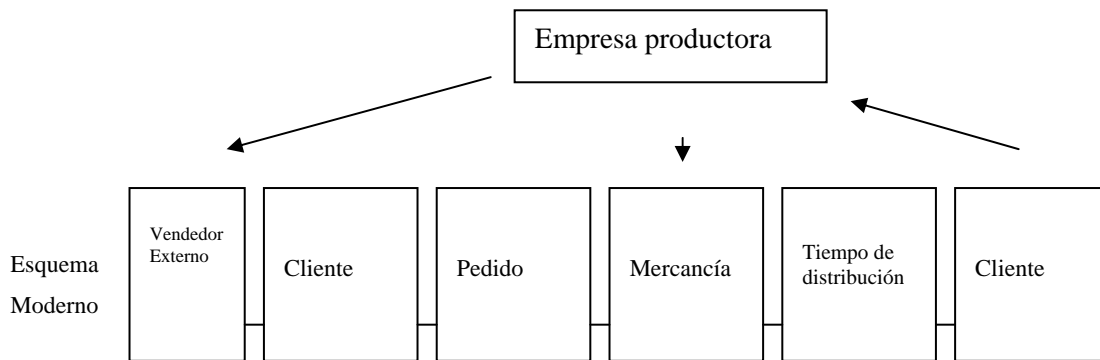 Empresa productora
Vendedor
Externo
Cliente
Pedido
Mercancía
Tiempo de
distribución
Cliente
Esquema
Moderno